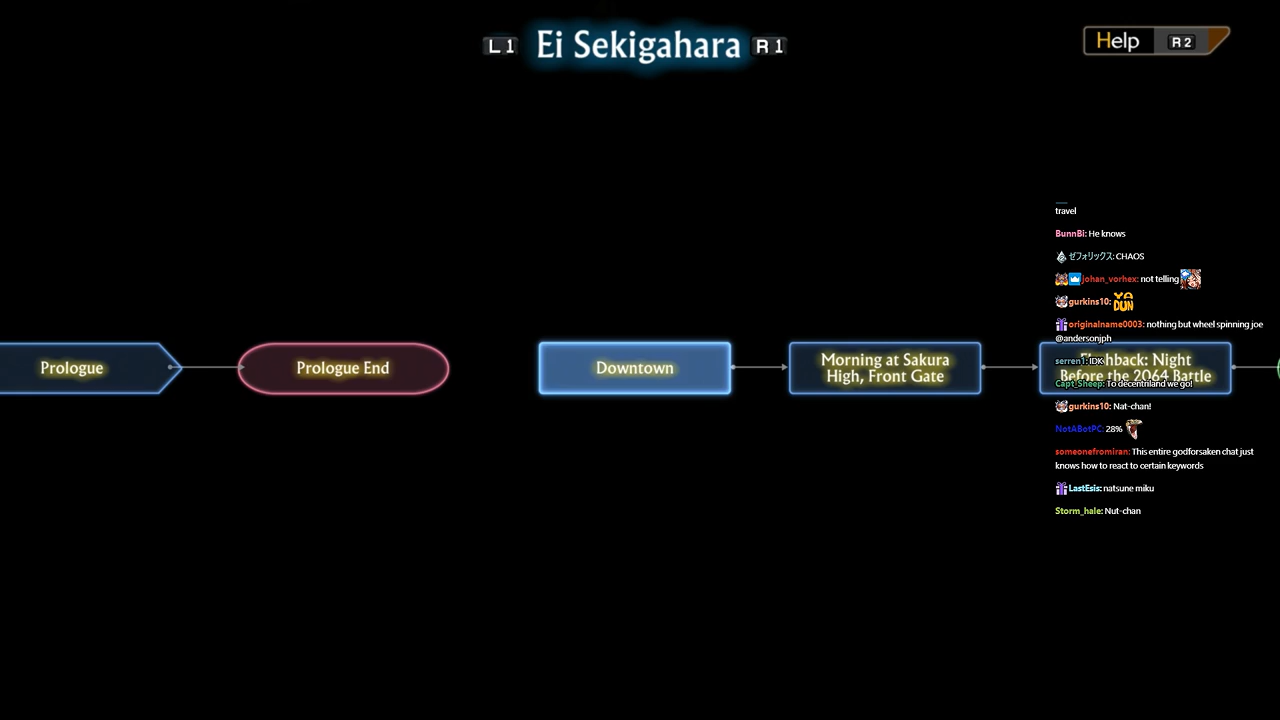 L1 Ei Sekigahara R1
Help R2
Prologue
Prologue End
Downtown
Morning at Sakura
High, Front Gate
Flashback: Night
Before the 2064 Battle
travel
BunnBi: He knows
ゼフォリックス: CHAOS
johan_vorhex: not telling
gurkins10: YA DUN
originalname0003: nothing but wheel spinning joe
@andersonjph
serren1: IDK
Capt_Sheep: To decentriland we go!
gurkins10: Nat-chan!
NotABotPC: 28%
someonefromiran: This entire godforsaken chat just
knows how to react to certain keywords
LastEsis: natsune miku
Storm_hale: Nut-chan